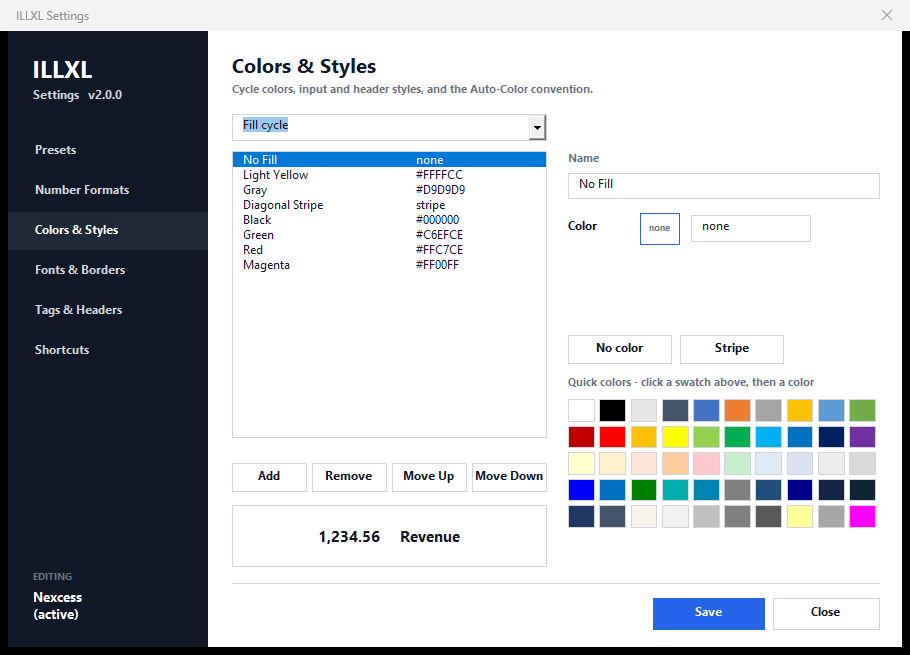 ILLXL Settings
ILLXL
Settings v2.0.0
Presets
Number Formats
Colors & Styles
Fonts & Borders
Tags & Headers
Shortcuts
EDITING
Nexcess
(active)
Colors & Styles
Cycle colors, input and header styles, and the Auto-Color convention.
Fill cycle
No Fill none
Light Yellow #FFFFCC
Gray #D9D9D9
Diagonal Stripe stripe
Black #000000
Green #C6EFCE
Red #FFC7CE
Magenta #FF00FF
Add Remove Move Up Move Down
1,234.56 Revenue
Name
No Fill
Color none none
No color Stripe
Quick colors - click a swatch above, then a color
Save Close